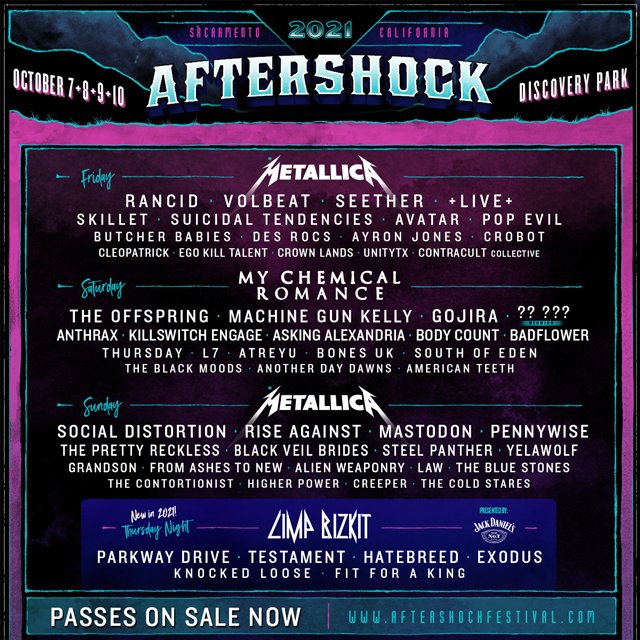 SACRAMENTO 2021 CALIFORNIA
OCTOBER 7+8+9+10 AFTERSHOCK DISCOVERY PARK
Friday METALLICA
RANCID · VOLBEAT · SEETHER · +LIVE+
SKILLET · SUICIDAL TENDENCIES · AVATAR · POP EVIL
BUTCHER BABIES · DES ROCS · AYRON JONES · CROBOT
CLEOPATRICK · EGO KILL TALENT · CROWN LANDS · UNITYTX · CONTRACULT COLLECTIVE
Saturday MY CHEMICAL
ROMANCE
THE OFFSPRING · MACHINE GUN KELLY · GOJIRA · ?? ???
REUNION
ANTHRAX · KILLSWITCH ENGAGE · ASKING ALEXANDRIA · BODY COUNT · BADFLOWER
THURSDAY · L7 · ATREYU · BONES UK · SOUTH OF EDEN
THE BLACK MOODS · ANOTHER DAY DAWNS · AMERICAN TEETH
Sunday METALLICA
SOCIAL DISTORTION · RISE AGAINST · MASTODON · PENNYWISE
THE PRETTY RECKLESS · BLACK VEIL BRIDES · STEEL PANTHER · YELAWOLF
GRANDSON · FROM ASHES TO NEW · ALIEN WEAPONRY · LAW · THE BLUE STONES
THE CONTORTIONIST · HIGHER POWER · CREEPER · THE COLD STARES
New in 2021!
Thursday Night LIMP BIZKIT PRESENTED BY:
JACK DANIEL'S
PARKWAY DRIVE · TESTAMENT · HATEBREED · EXODUS
KNOCKED LOOSE · FIT FOR A KING
PASSES ON SALE NOW WWW.AFTERSHOCKFESTIVAL.COM